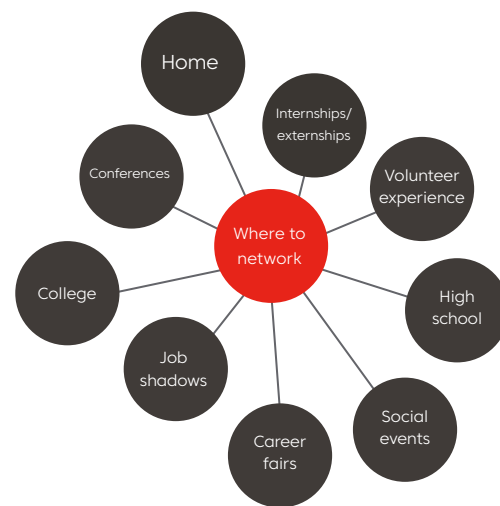 Home
Internships/
externships
Conferences
Volunteer
experience
Where to
network
College
High
school
Job
shadows
Social
events
Career
fairs